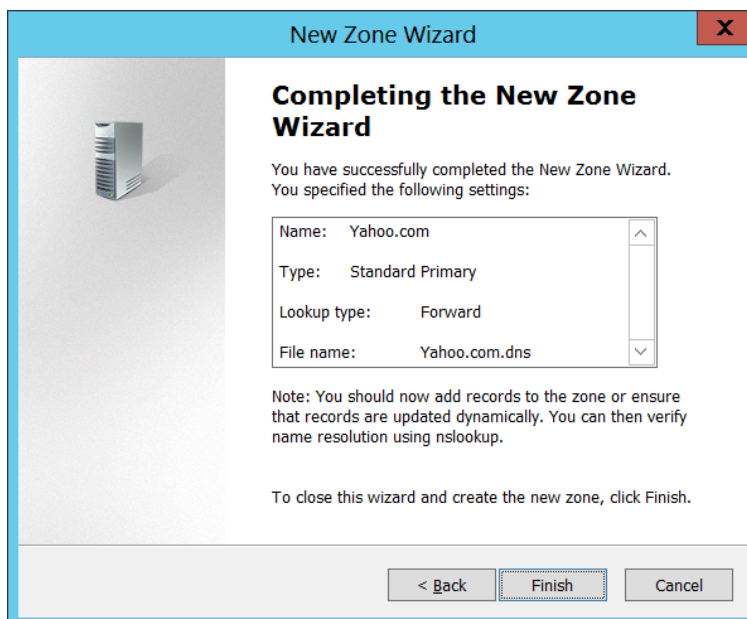 New Zone Wizard
X
Completing the New Zone
Wizard
You have successfully completed the New Zone Wizard.
You specified the following settings:
Name: Yahoo.com
Type: Standard Primary
Lookup type: Forward
File name: Yahoo.com.dns
Note: You should now add records to the zone or ensure
that records are updated dynamically. You can then verify
name resolution using nslookup.
To close this wizard and create the new zone, click Finish.
< Back Finish Cancel